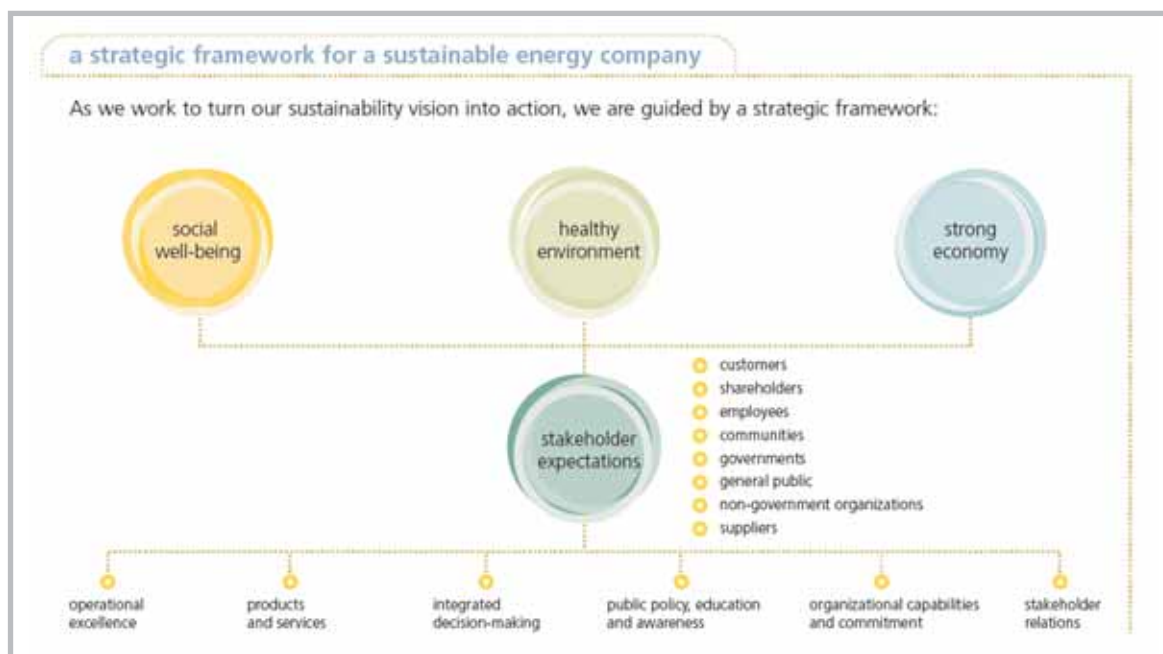 a strategic framework for a sustainable energy company
As we work to turn our sustainability vision into action, we are guided by a strategic framework:
social
well-being
healthy
environment
strong
economy
stakeholder
expectations
customers
shareholders
employees
communities
governments
general public
non-government organizations
suppliers
operational
excellence
products
and services
integrated
decision-making
public policy, education
and awareness
organizational capabilities
and commitment
stakeholder
relations